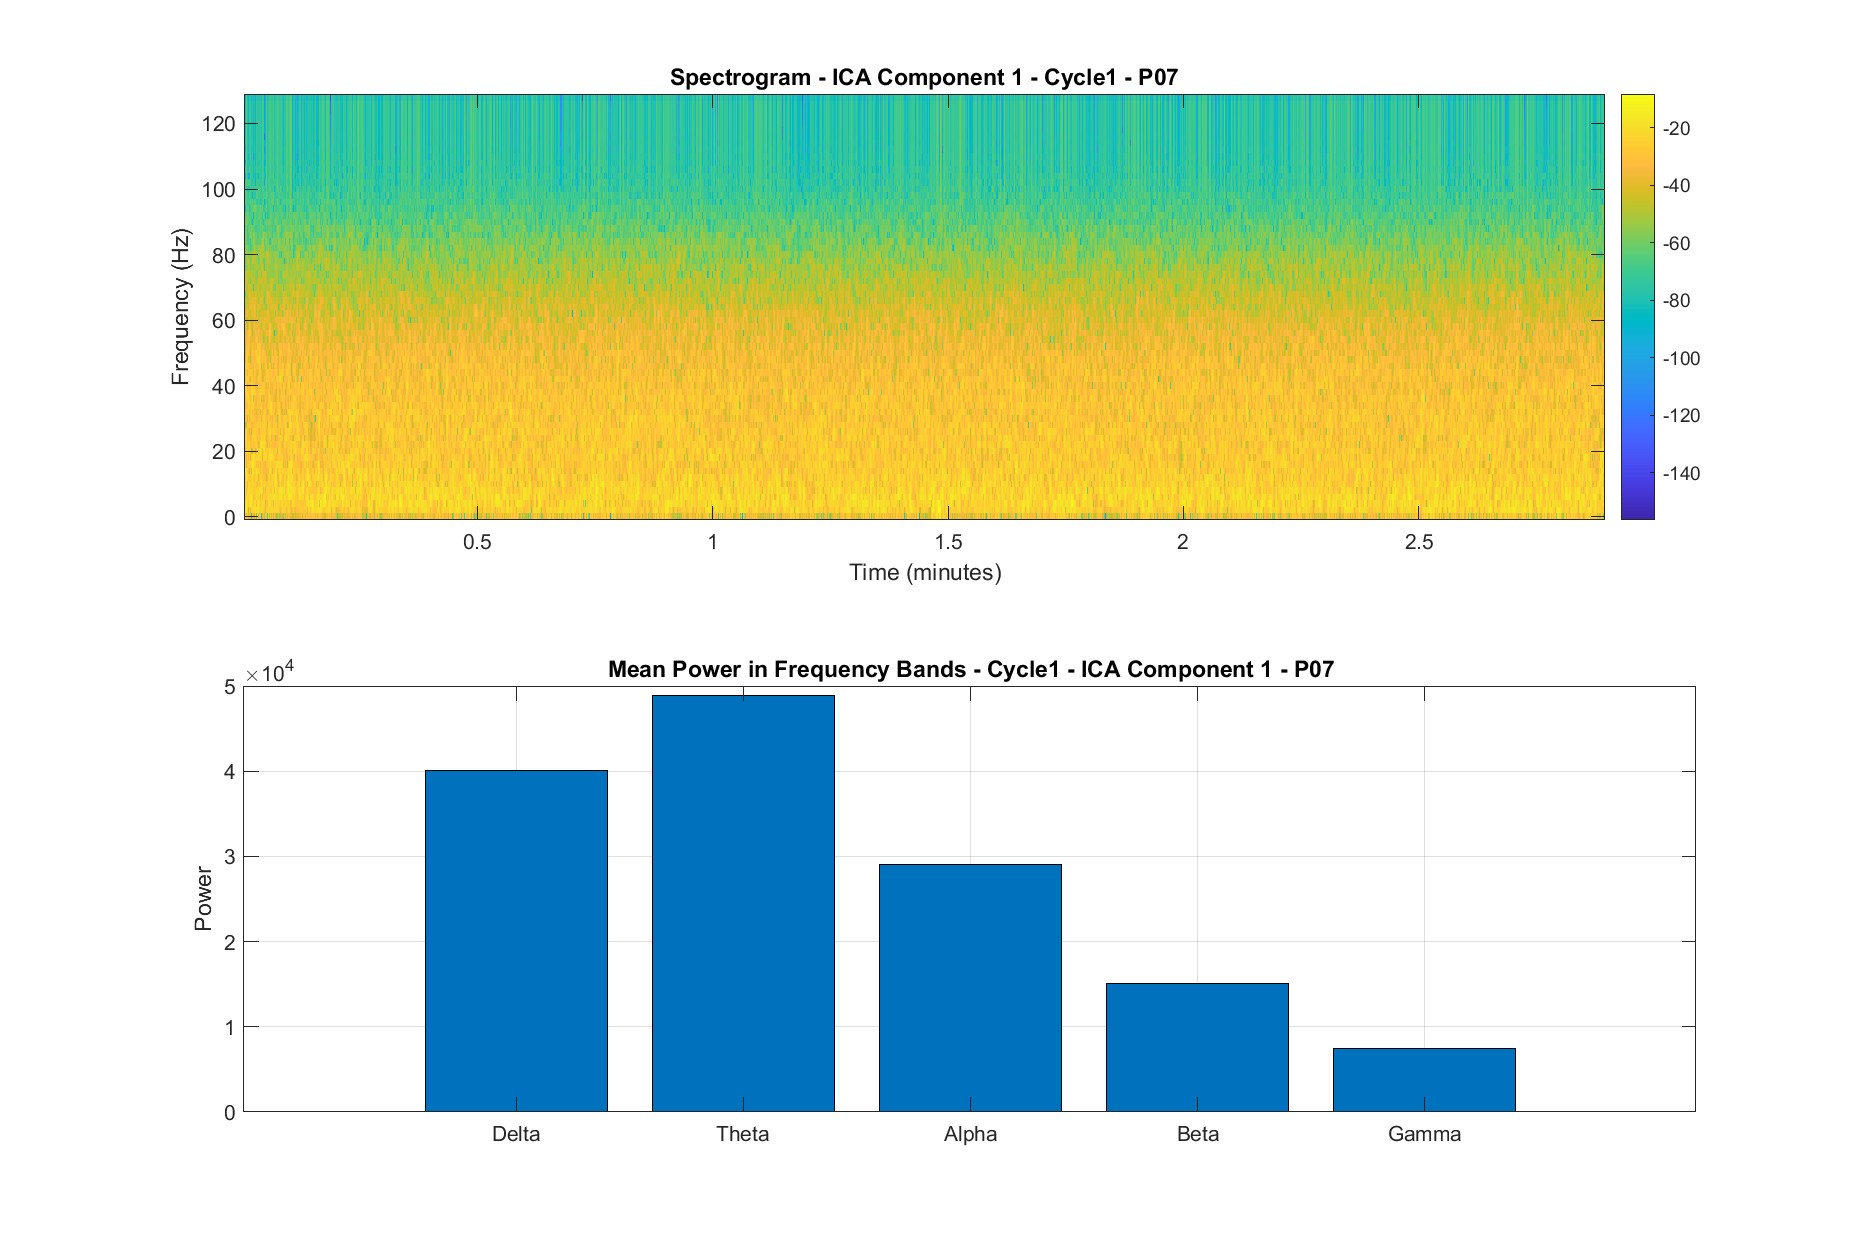 Spectrogram - ICA Component 1 - Cycle1 - P07
120
100
80
60
40
20
0
Frequency (Hz)
0.5
1
1.5
2
2.5
Time (minutes)
-20
-40
-60
-80
-100
-120
-140
Mean Power in Frequency Bands - Cycle1 - ICA Component 1 - P07
×10⁴
5
4
3
2
1
0
Power
Delta
Theta
Alpha
Beta
Gamma